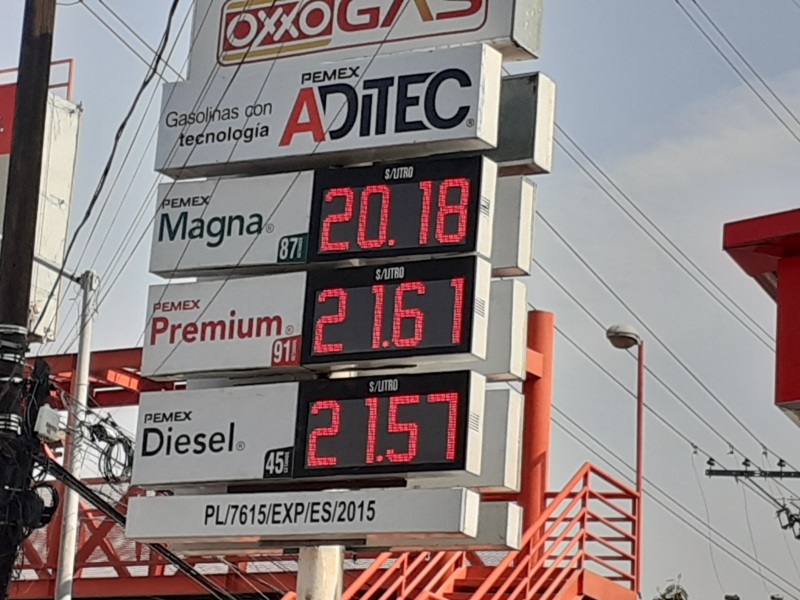 OXXO GAS
PEMEX
Gasolinas con
tecnología
ADiTEC®
$/LITRO
PEMEX
Magna®
87
20.18
$/LITRO
PEMEX
Premium®
91
21.61
$/LITRO
PEMEX
Diesel®
45
21.57
PL/7615/EXP/ES/2015